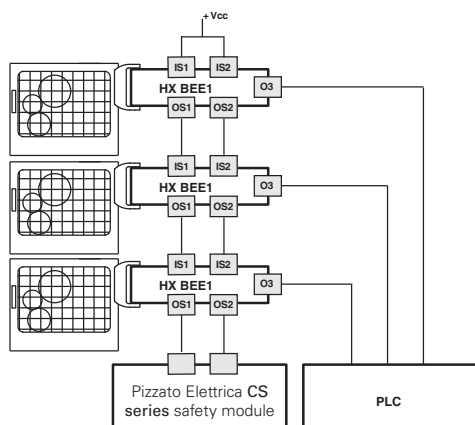 + Vcc
IS1 IS2
HX BEE1 O3
OS1 OS2
IS1 IS2
HX BEE1 O3
OS1 OS2
IS1 IS2
HX BEE1 O3
OS1 OS2
Pizzato Elettrica CS
series safety module
PLC